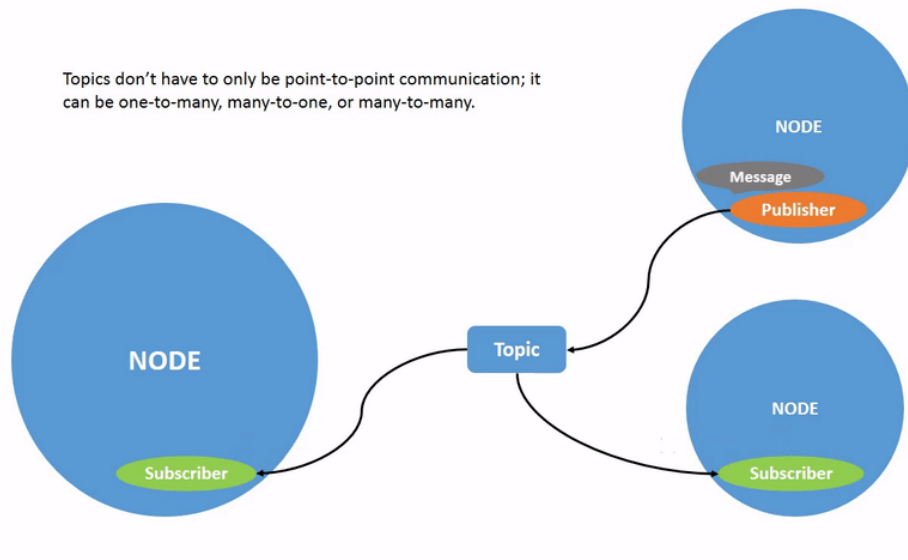 Topics don't have to only be point-to-point communication; it
can be one-to-many, many-to-one, or many-to-many.
NODE
Message
Publisher
Topic
NODE
Subscriber
NODE
Subscriber